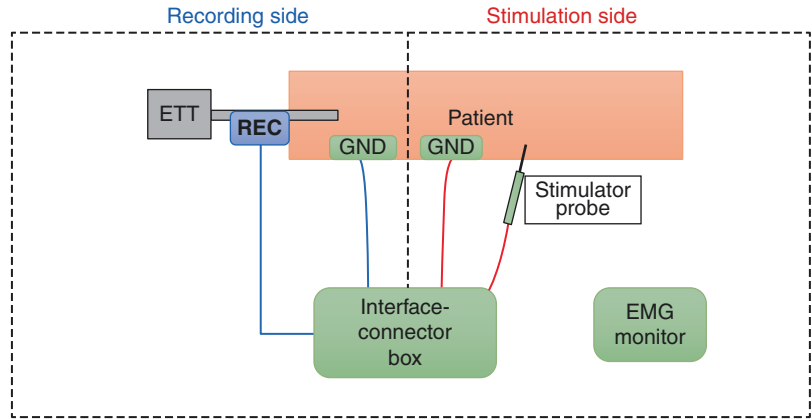 Recording side
Stimulation side
ETT
REC
Patient
GND
GND
Stimulator
probe
Interface-
connector
box
EMG
monitor